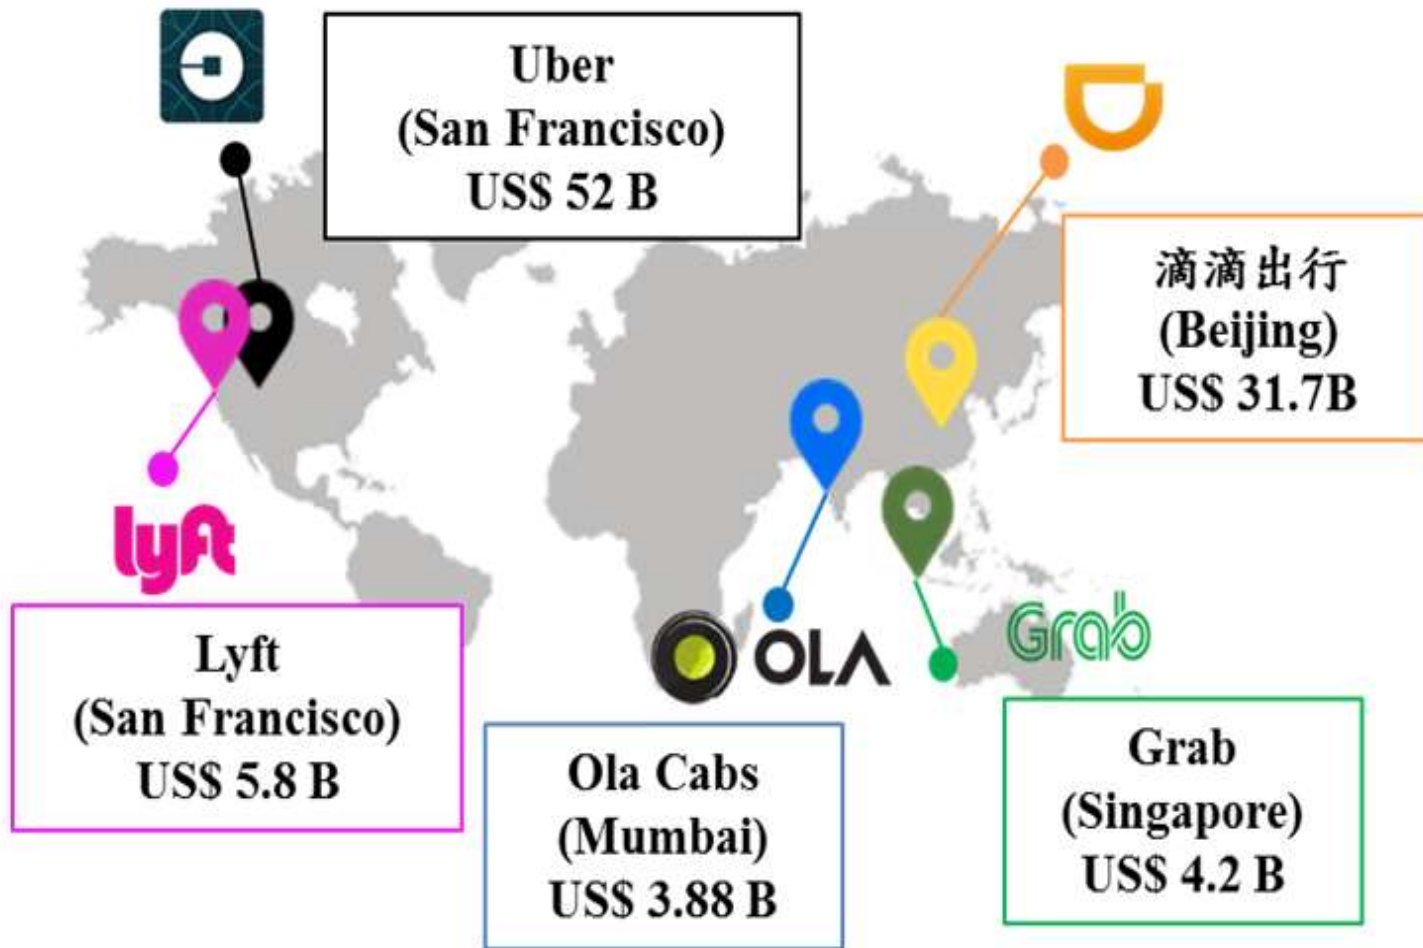 Uber
(San Francisco)
US$ 52 B
滴滴出行
(Beijing)
US$ 31.7B
lyft
Lyft
(San Francisco)
US$ 5.8 B
OLA
Ola Cabs
(Mumbai)
US$ 3.88 B
Grab
Grab
(Singapore)
US$ 4.2 B